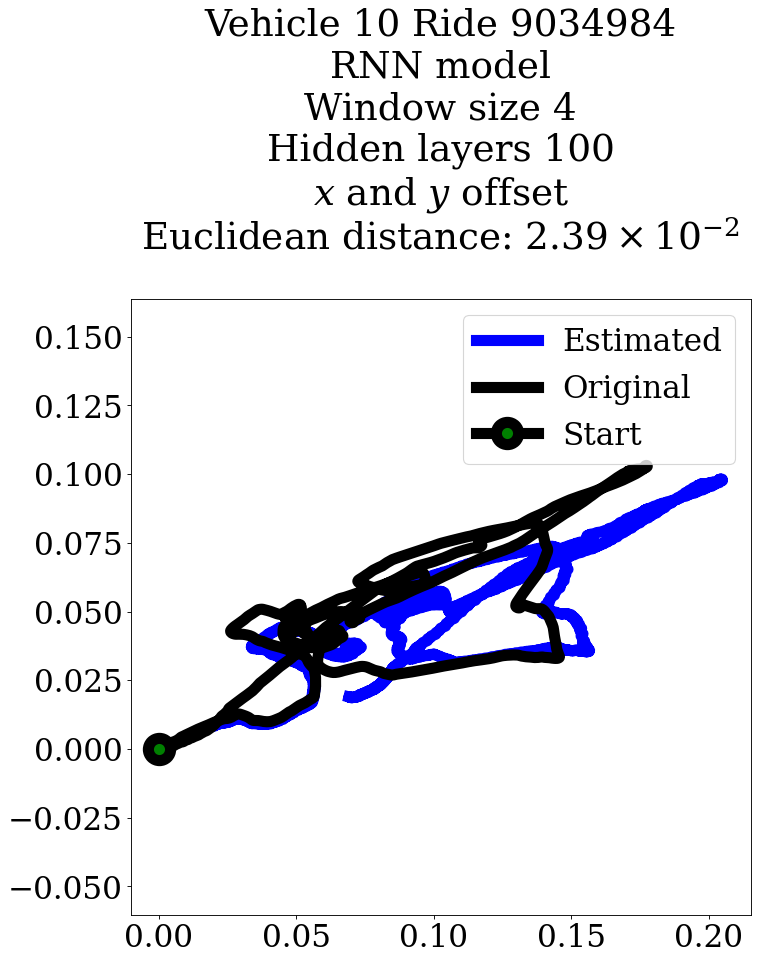 Vehicle 10 Ride 9034984
RNN model
Window size 4
Hidden layers 100
x and y offset
Euclidean distance: 2.39 × 10⁻²
Estimated
Original
Start
0.150
0.125
0.100
0.075
0.050
0.025
0.000
−0.025
−0.050
0.00 0.05 0.10 0.15 0.20